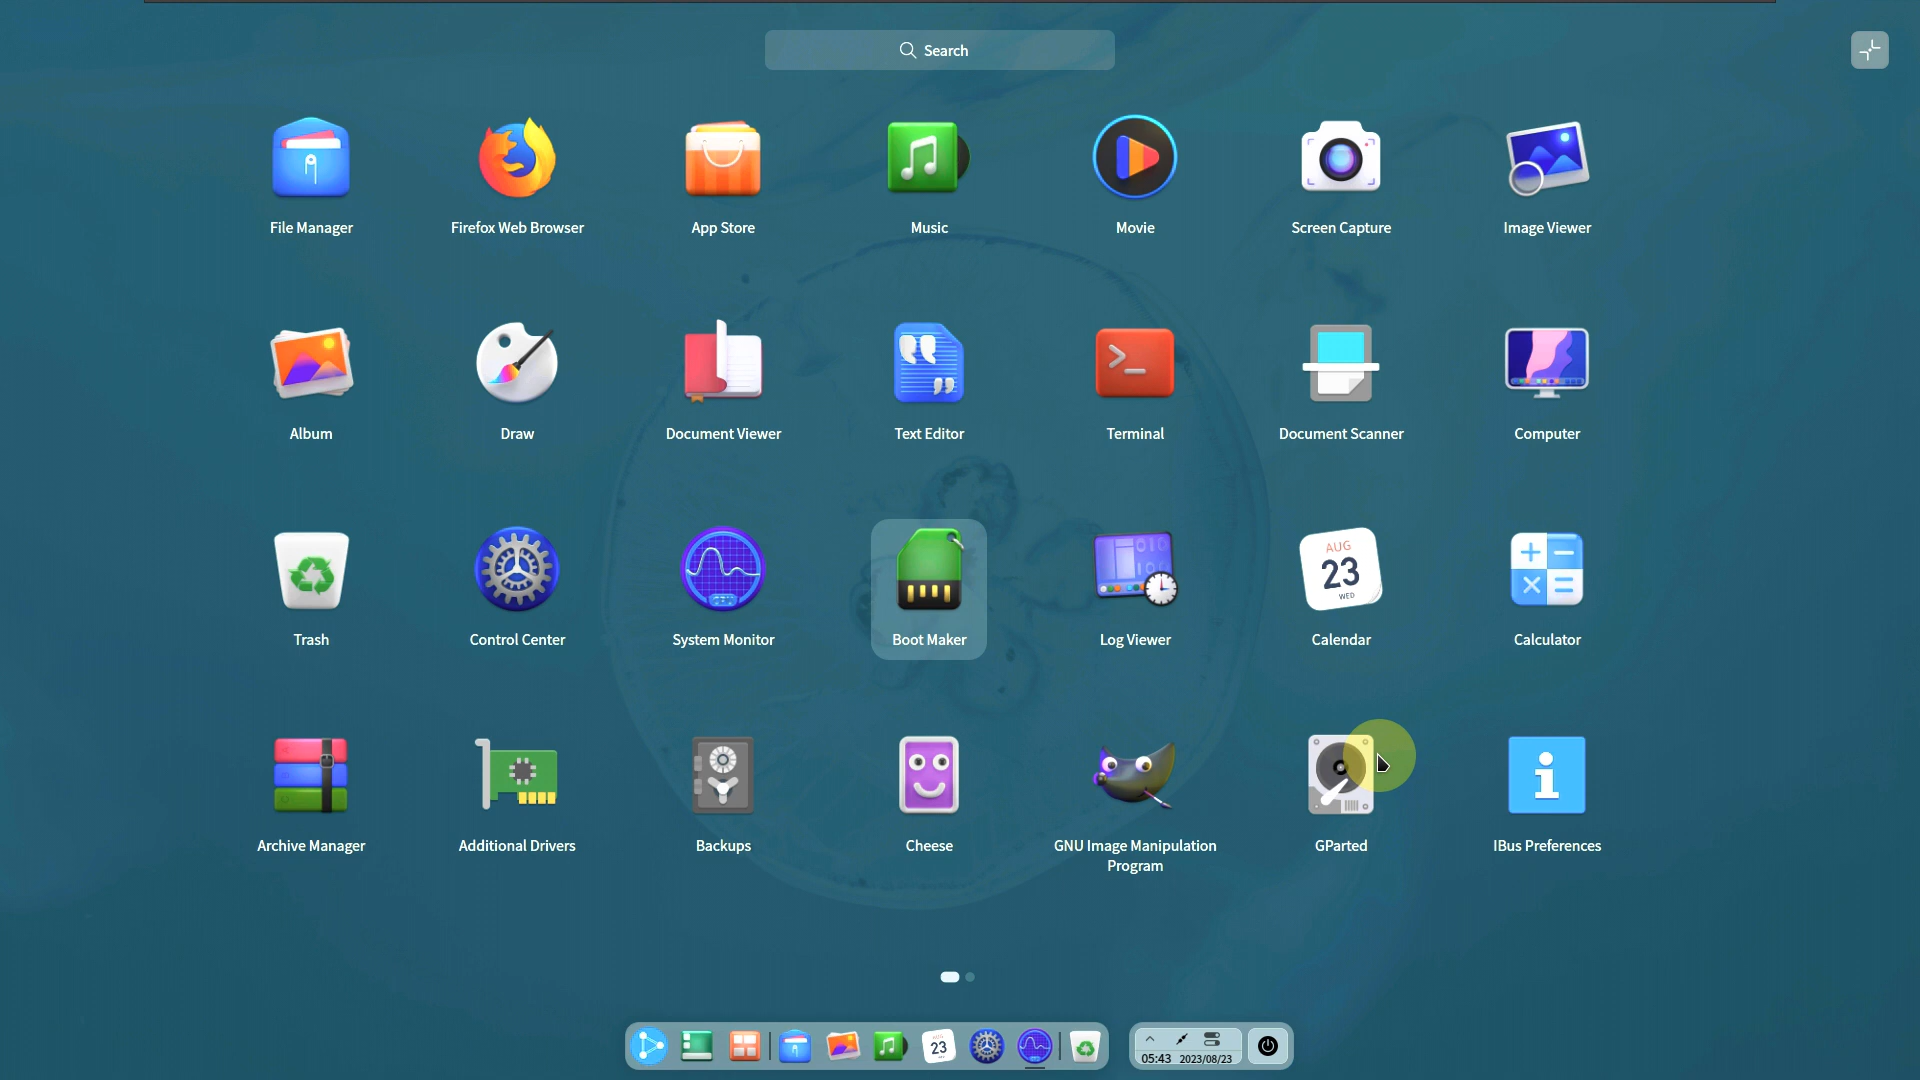 Search
File Manager
Firefox Web Browser
App Store
Music
Movie
Screen Capture
Image Viewer
Album
Draw
Document Viewer
Text Editor
Terminal
Document Scanner
Computer
AUG
23
WED
Trash
Control Center
System Monitor
Boot Maker
Log Viewer
Calendar
Calculator
Archive Manager
Additional Drivers
Backups
Cheese
GNU Image Manipulation
Program
GParted
IBus Preferences
23
05:43 2023/08/23